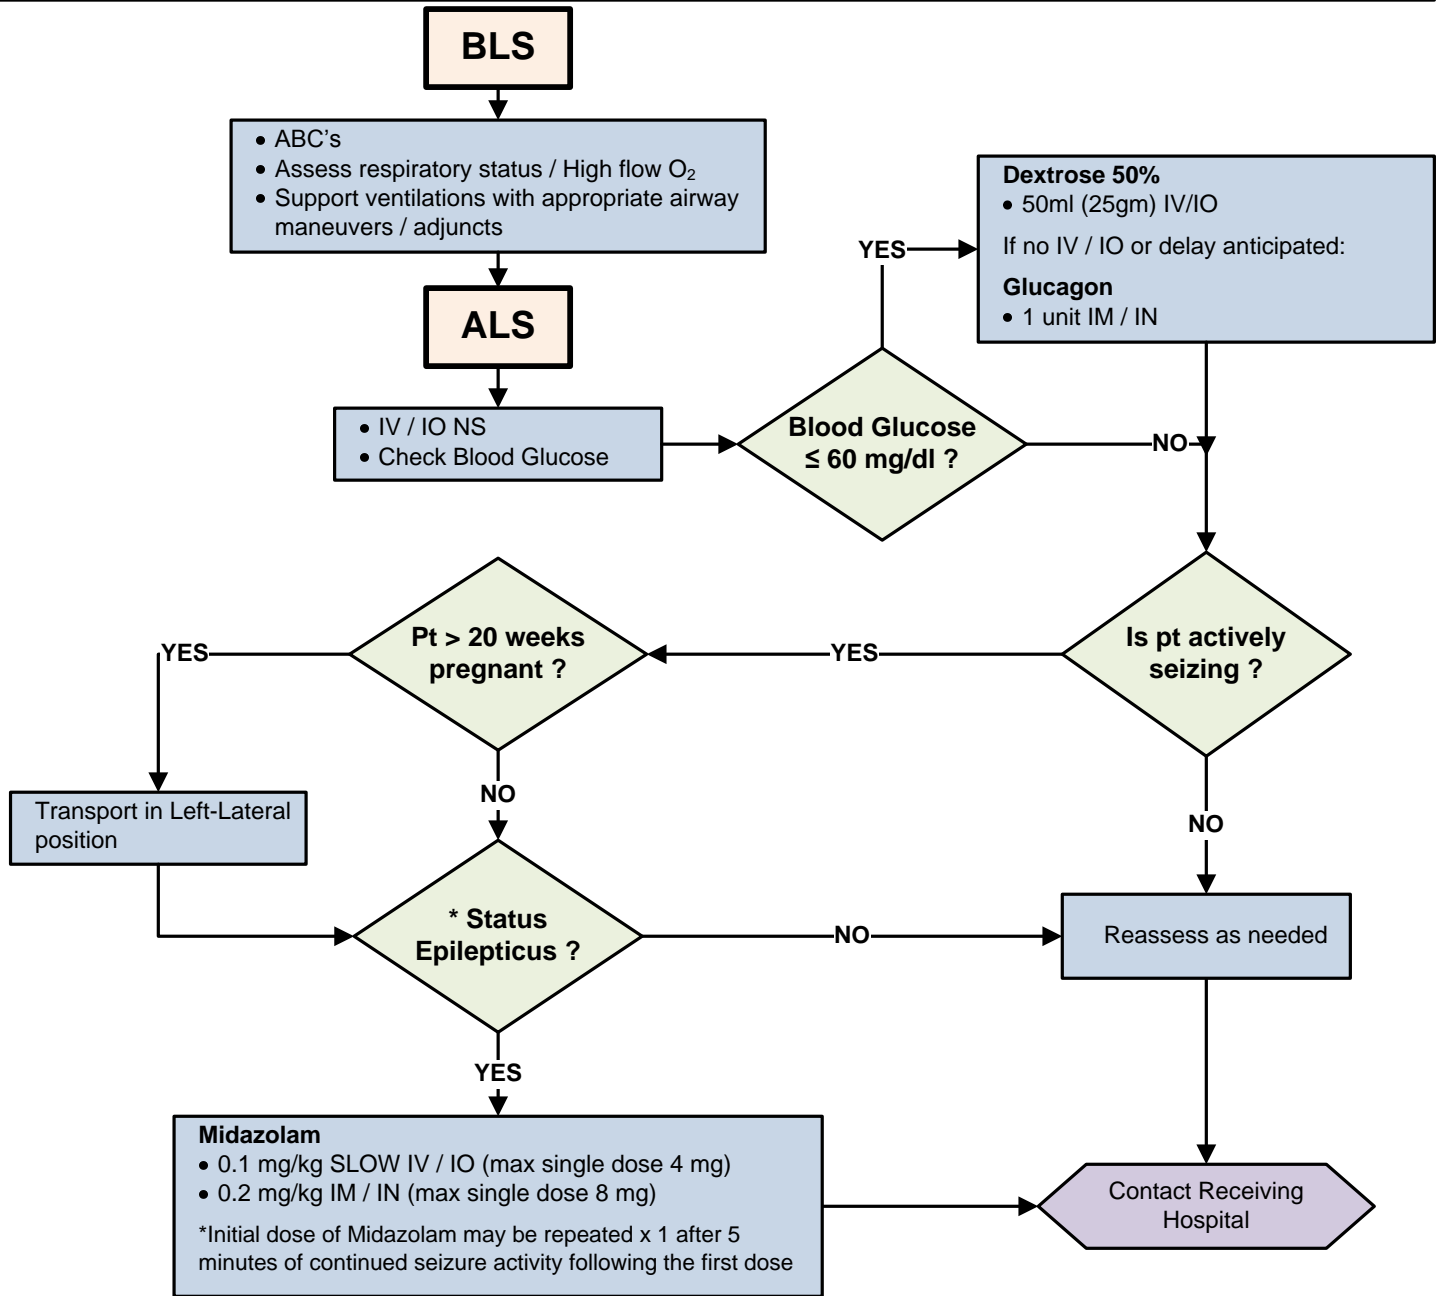 BLS
• ABC's
• Assess respiratory status / High flow O₂
• Support ventilations with appropriate airway
maneuvers / adjuncts
ALS
• IV / IO NS
• Check Blood Glucose
Blood Glucose
≤ 60 mg/dl ?
YES
Dextrose 50%
• 50ml (25gm) IV/IO
If no IV / IO or delay anticipated:
Glucagon
• 1 unit IM / IN
NO
Is pt actively
seizing ?
YES
Pt > 20 weeks
pregnant ?
YES
Transport in Left-Lateral
position
NO
NO
* Status
Epilepticus ?
NO
Reassess as needed
YES
Midazolam
• 0.1 mg/kg SLOW IV / IO (max single dose 4 mg)
• 0.2 mg/kg IM / IN (max single dose 8 mg)
*Initial dose of Midazolam may be repeated x 1 after 5
minutes of continued seizure activity following the first dose
Contact Receiving
Hospital